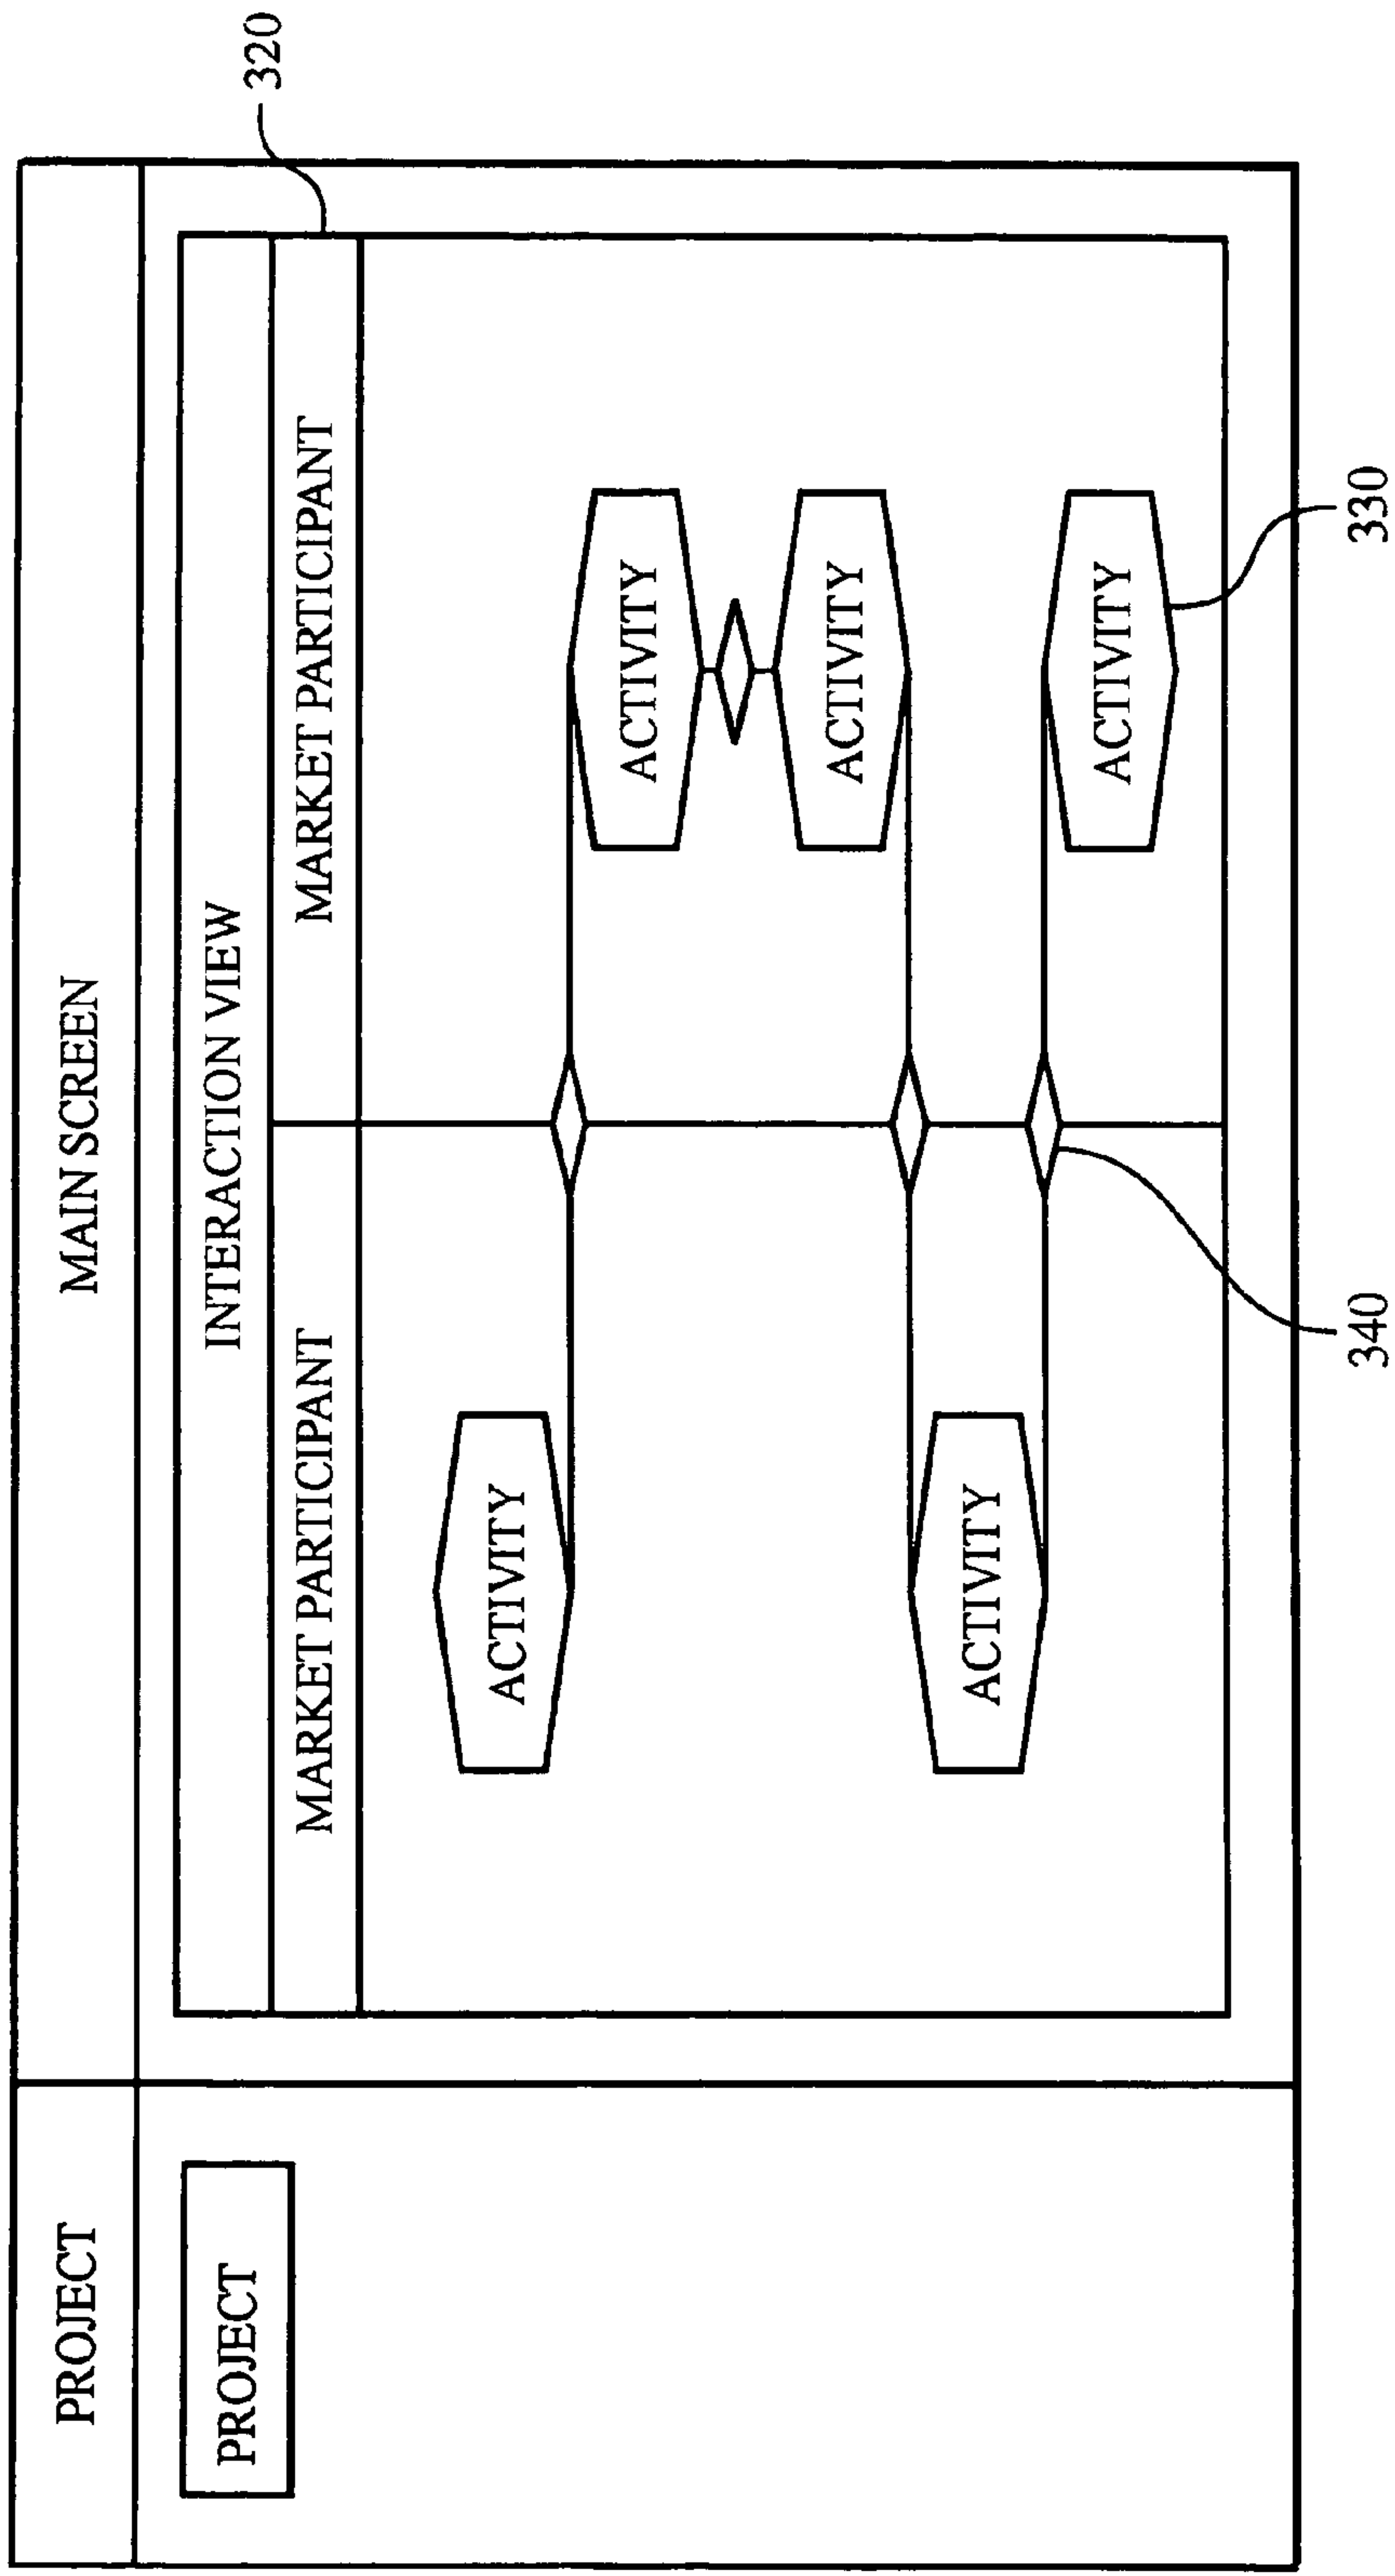 320
PROJECT
MAIN SCREEN
PROJECT
INTERACTION VIEW
MARKET PARTICIPANT
MARKET PARTICIPANT
ACTIVITY
ACTIVITY
ACTIVITY
ACTIVITY
ACTIVITY
340
330